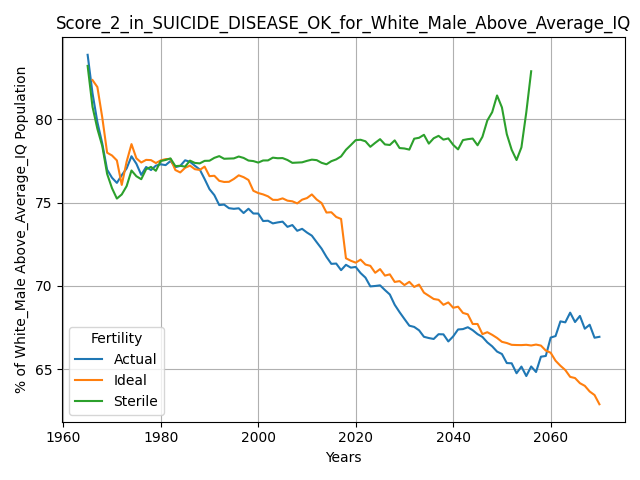 Score_2_in_SUICIDE_DISEASE_OK_for_White_Male_Above_Average_IQ
% of White_Male Above_Average_IQ Population
80
75
70
65
Fertility
Actual
Ideal
Sterile
1960 1980 2000 2020 2040 2060
Years